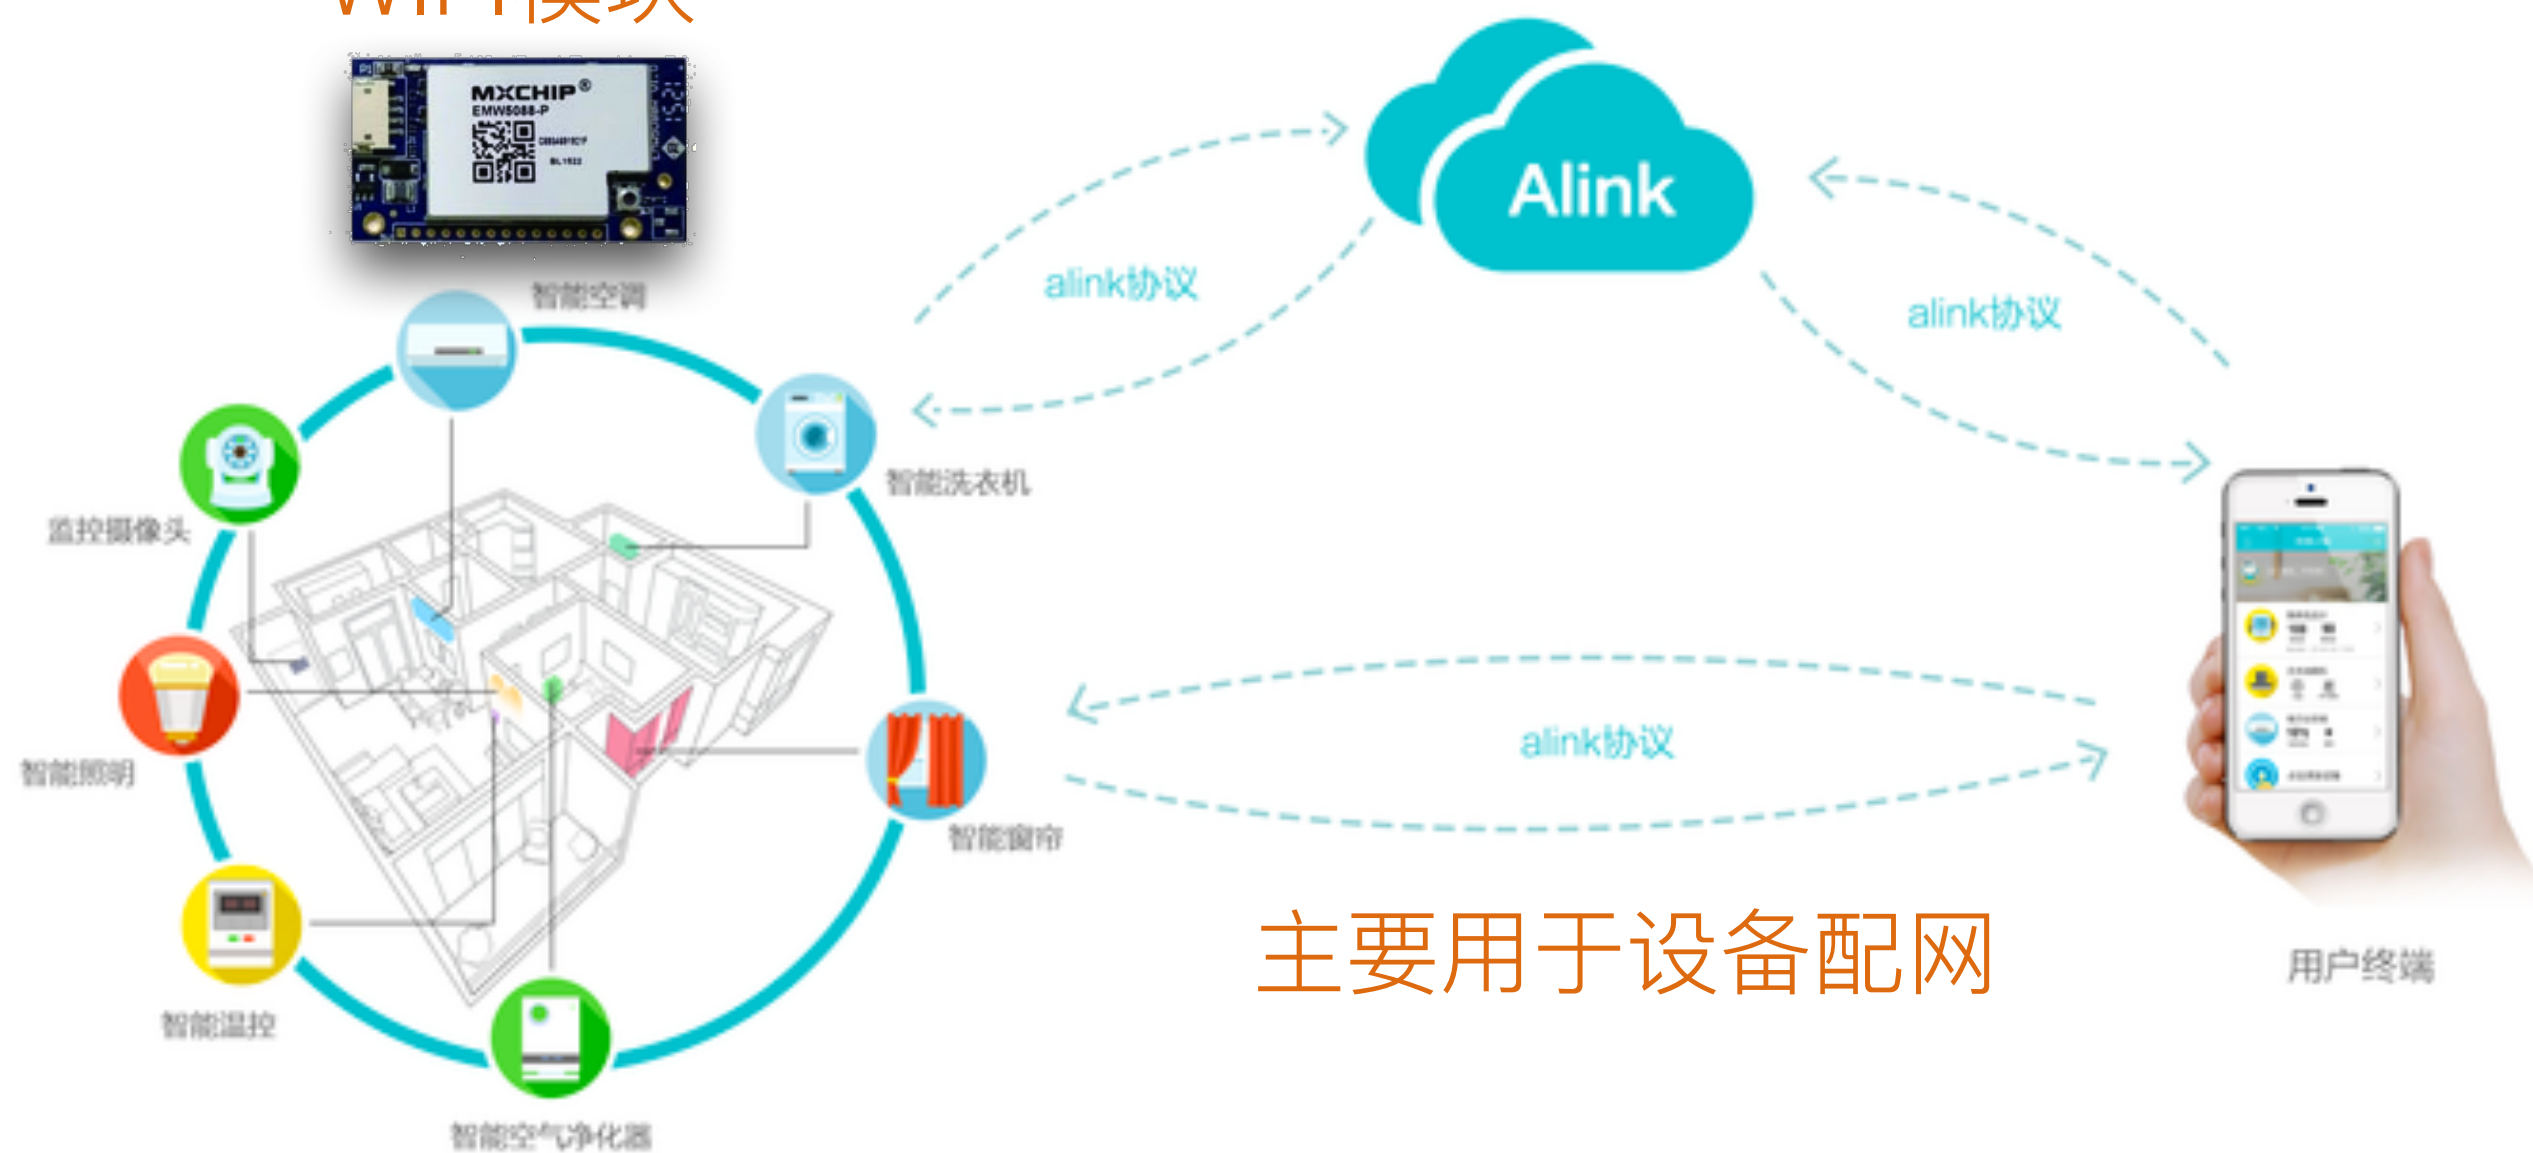 WiFi模块
P1
MXCHIP®
EMW5088-P
BL1522
1521
Alink
alink协议
alink协议
智能空调
智能洗衣机
监控摄像头
智能照明
alink协议
智能窗帘
主要用于设备配网
用户终端
智能温控
智能空气净化器